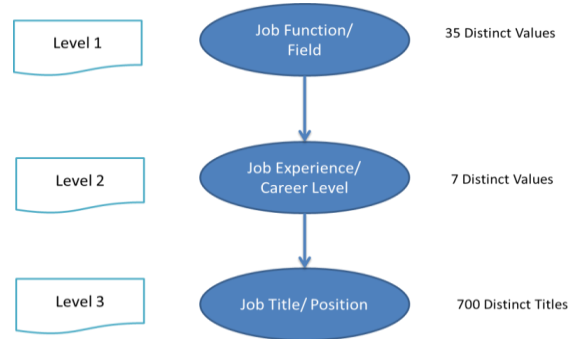 Level 1
Job Function/
Field
35 Distinct Values
Level 2
Job Experience/
Career Level
7 Distinct Values
Level 3
Job Title/ Position
700 Distinct Titles